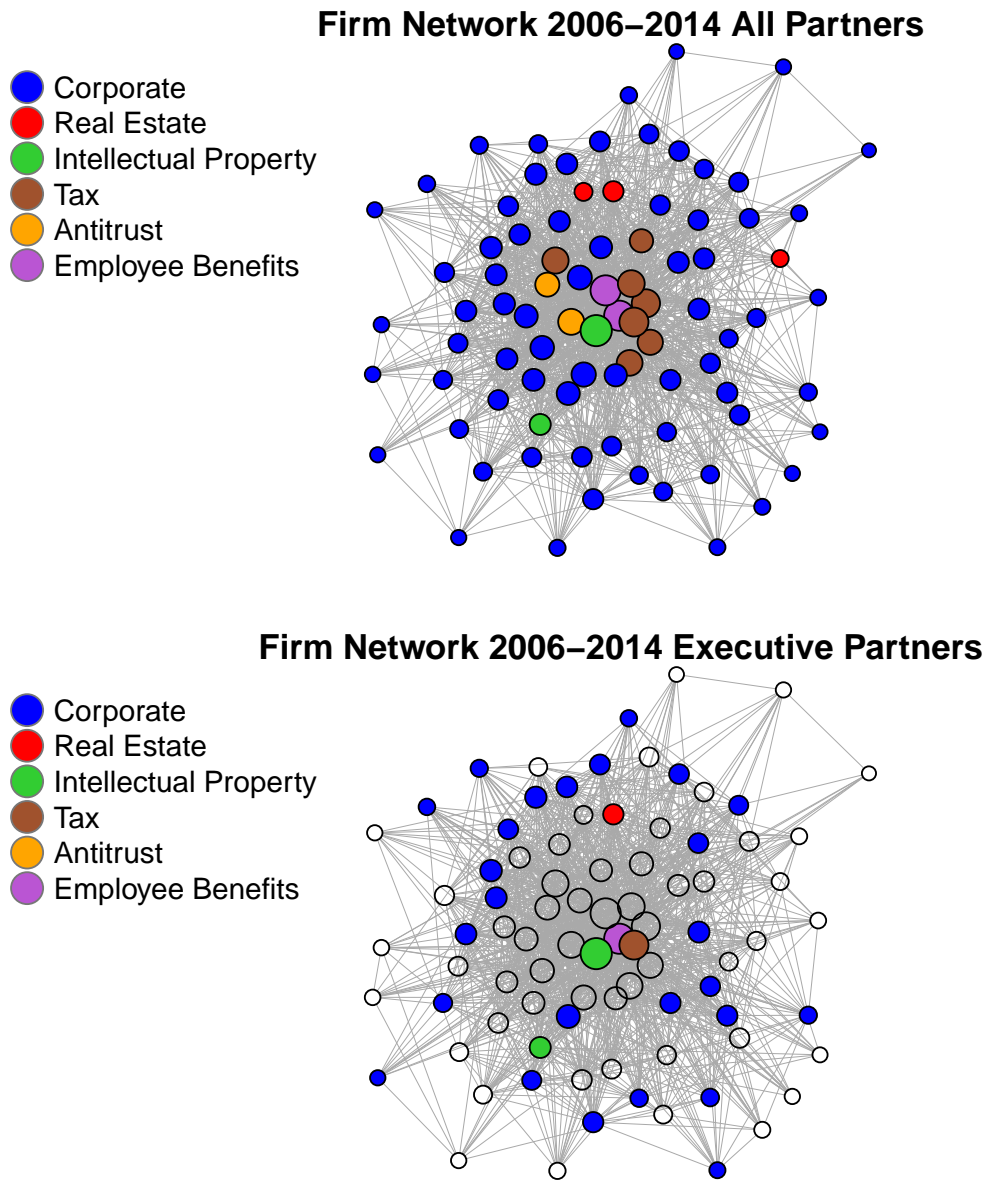 Firm Network 2006−2014 All Partners
Corporate
Real Estate
Intellectual Property
Tax
Antitrust
Employee Benefits
Firm Network 2006−2014 Executive Partners
Corporate
Real Estate
Intellectual Property
Tax
Antitrust
Employee Benefits